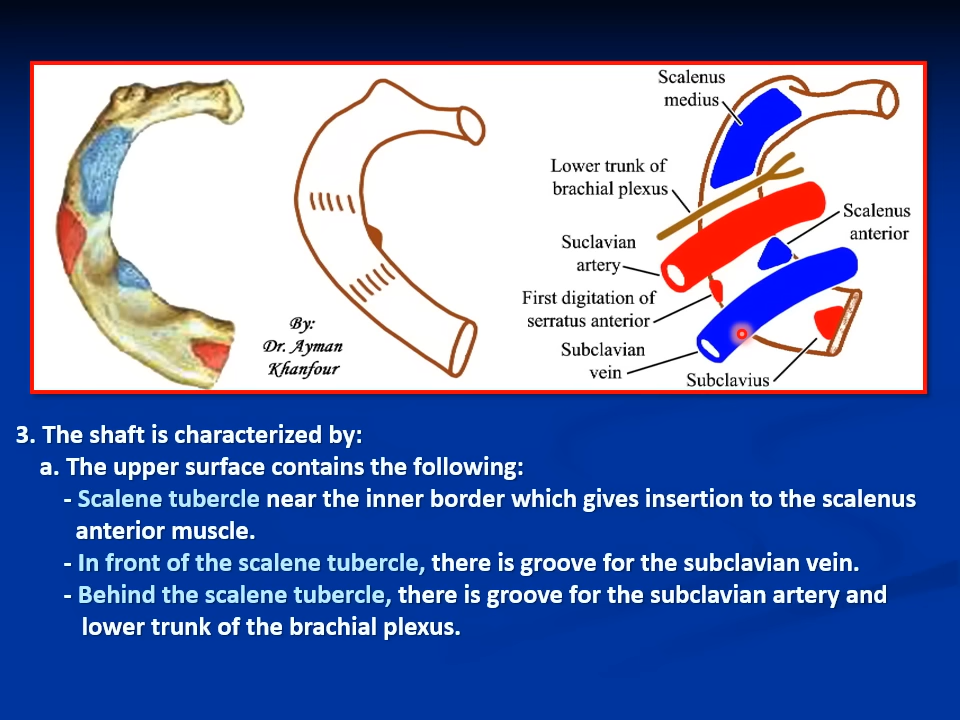 Scalenus
medius
Lower trunk of
brachial plexus
Scalenus
anterior
Suclavian
artery
First digitation of
serratus anterior
Subclavian
vein
Subclavius
By:
Dr. Ayman
Khanfour
3. The shaft is characterized by:
a. The upper surface contains the following:
- Scalene tubercle near the inner border which gives insertion to the scalenus
anterior muscle.
- In front of the scalene tubercle, there is groove for the subclavian vein.
- Behind the scalene tubercle, there is groove for the subclavian artery and
lower trunk of the brachial plexus.